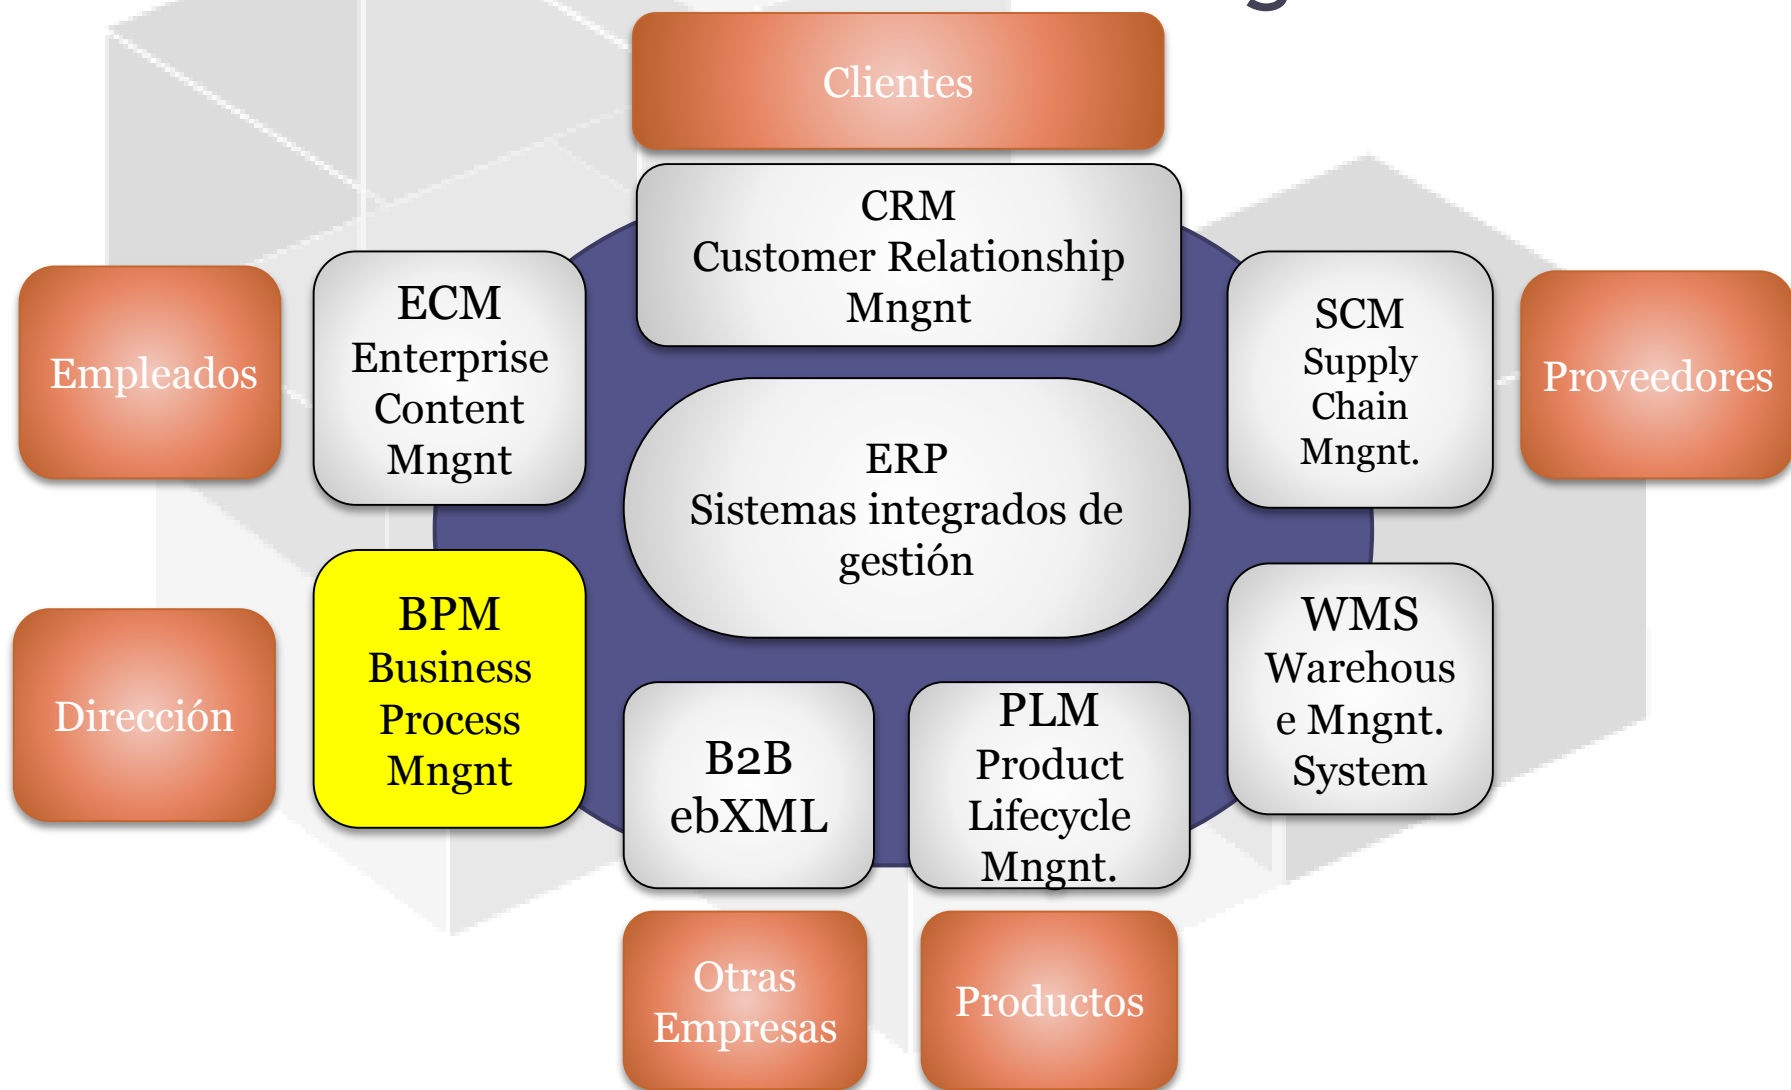 Clientes
CRM
Customer Relationship
Mngnt
Empleados
ECM
Enterprise
Content
Mngnt
SCM
Supply
Chain
Mngnt.
Proveedores
ERP
Sistemas integrados de
gestión
Dirección
BPM
Business
Process
Mngnt
WMS
Warehous
e Mngnt.
System
B2B
ebXML
PLM
Product
Lifecycle
Mngnt.
Otras
Empresas
Productos